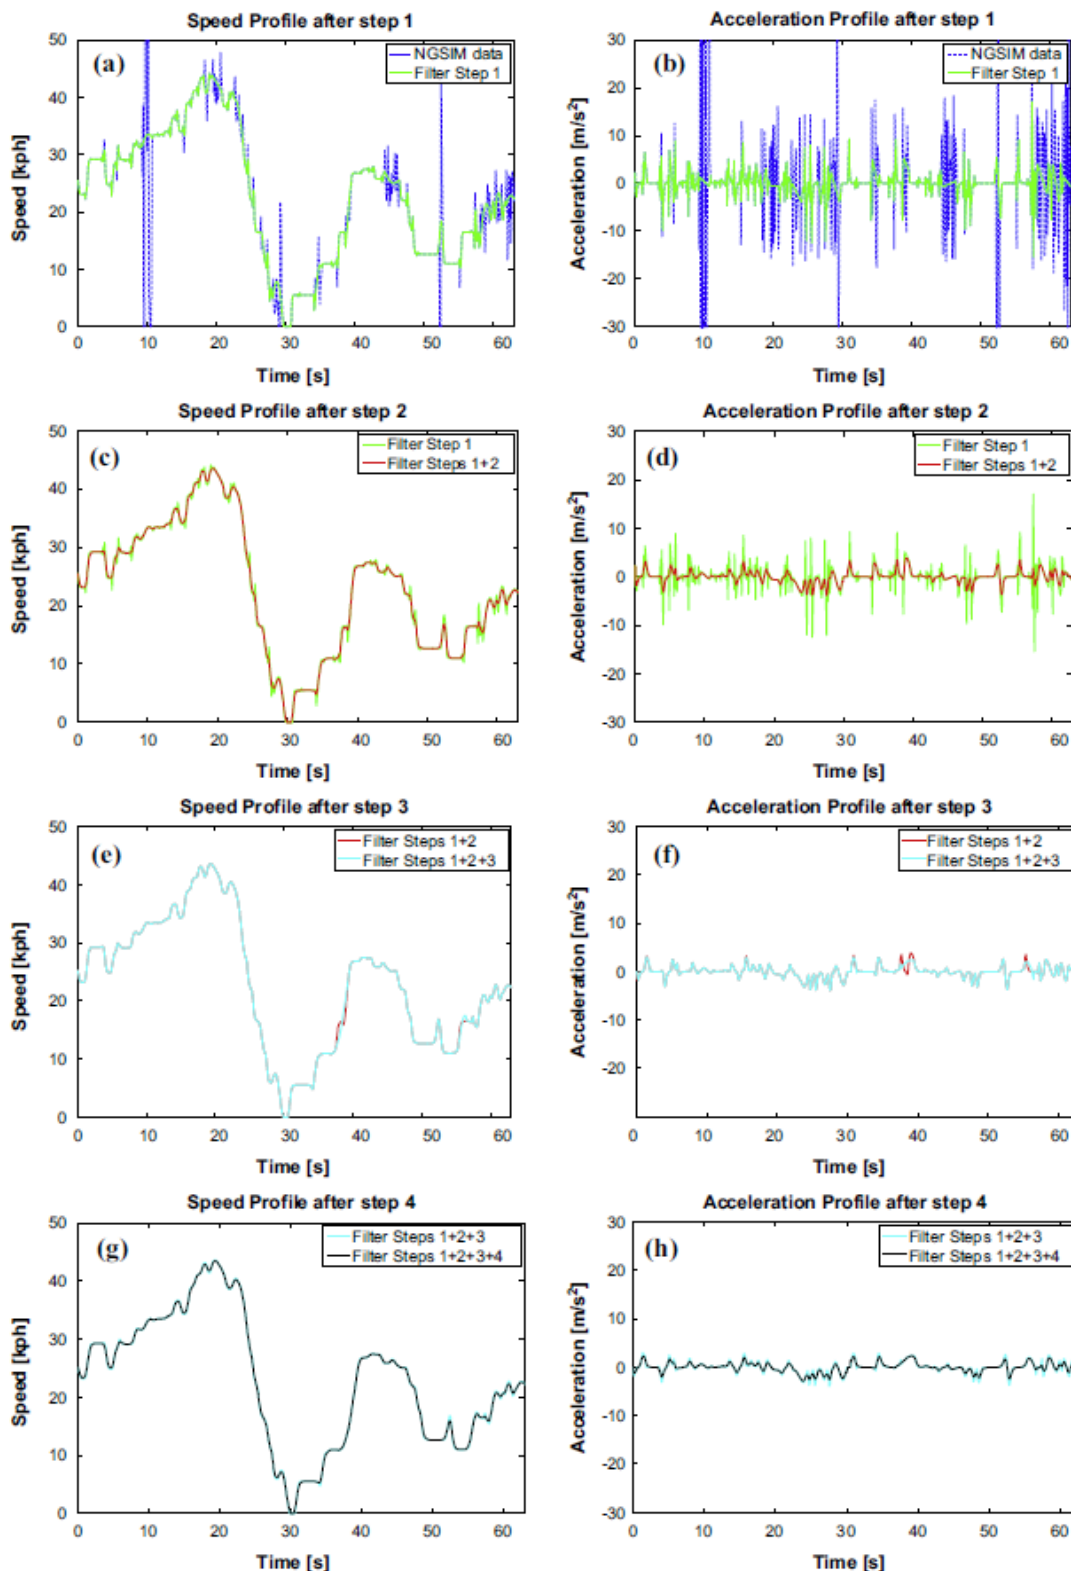 Speed Profile after step 1
50
40
30
20
10
0
Speed [kph]
(a)
NGSIM data
Filter Step 1
0 10 20 30 40 50 60
Time [s]
Acceleration Profile after step 1
30
20
10
0
-10
-20
-30
Acceleration [m/s²]
(b)
NGSIM data
Filter Step 1
0 10 20 30 40 50 60
Time [s]
Speed Profile after step 2
50
40
30
20
10
0
Speed [kph]
(c)
Filter Step 1
Filter Steps 1+2
0 10 20 30 40 50 60
Time [s]
Acceleration Profile after step 2
30
20
10
0
-10
-20
-30
Acceleration [m/s²]
(d)
Filter Step 1
Filter Steps 1+2
0 10 20 30 40 50 60
Time [s]
Speed Profile after step 3
50
40
30
20
10
0
Speed [kph]
(e)
Filter Steps 1+2
Filter Steps 1+2+3
0 10 20 30 40 50 60
Time [s]
Acceleration Profile after step 3
30
20
10
0
-10
-20
Acceleration [m/s²]
(f)
Filter Steps 1+2
Filter Steps 1+2+3
0 10 20 30 40 50 60
Time [s]
Speed Profile after step 4
50
40
30
20
10
0
Speed [kph]
(g)
Filter Steps 1+2+3
Filter Steps 1+2+3+4
0 10 20 30 40 50 60
Time [s]
Acceleration Profile after step 4
30
20
10
0
-10
-20
-30
Acceleration [m/s²]
(h)
Filter Steps 1+2+3
Filter Steps 1+2+3+4
0 10 20 30 40 50 60
Time [s]